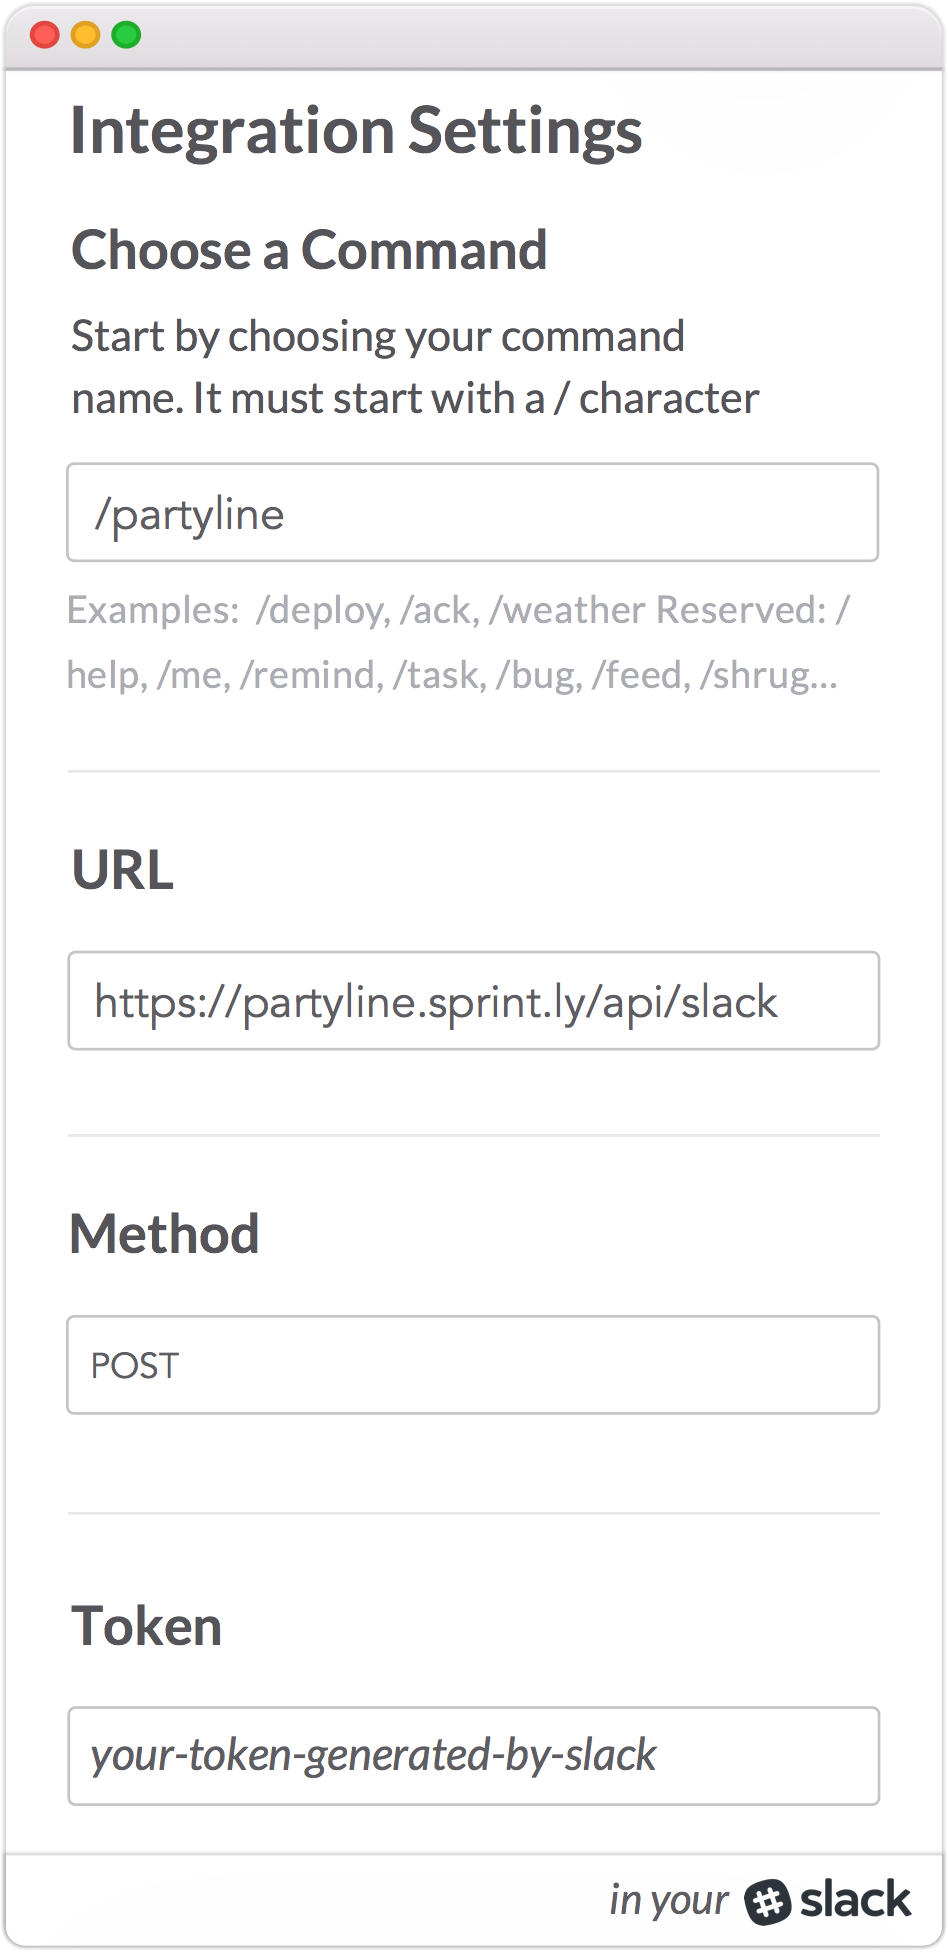 Integration Settings
Choose a Command
Start by choosing your command
name. It must start with a / character
/partyline
Examples: /deploy, /ack, /weather Reserved: /
help, /me, /remind, /task, /bug, /feed, /shrug...
URL
https://partyline.sprint.ly/api/slack
Method
POST
Token
your-token-generated-by-slack
in your slack